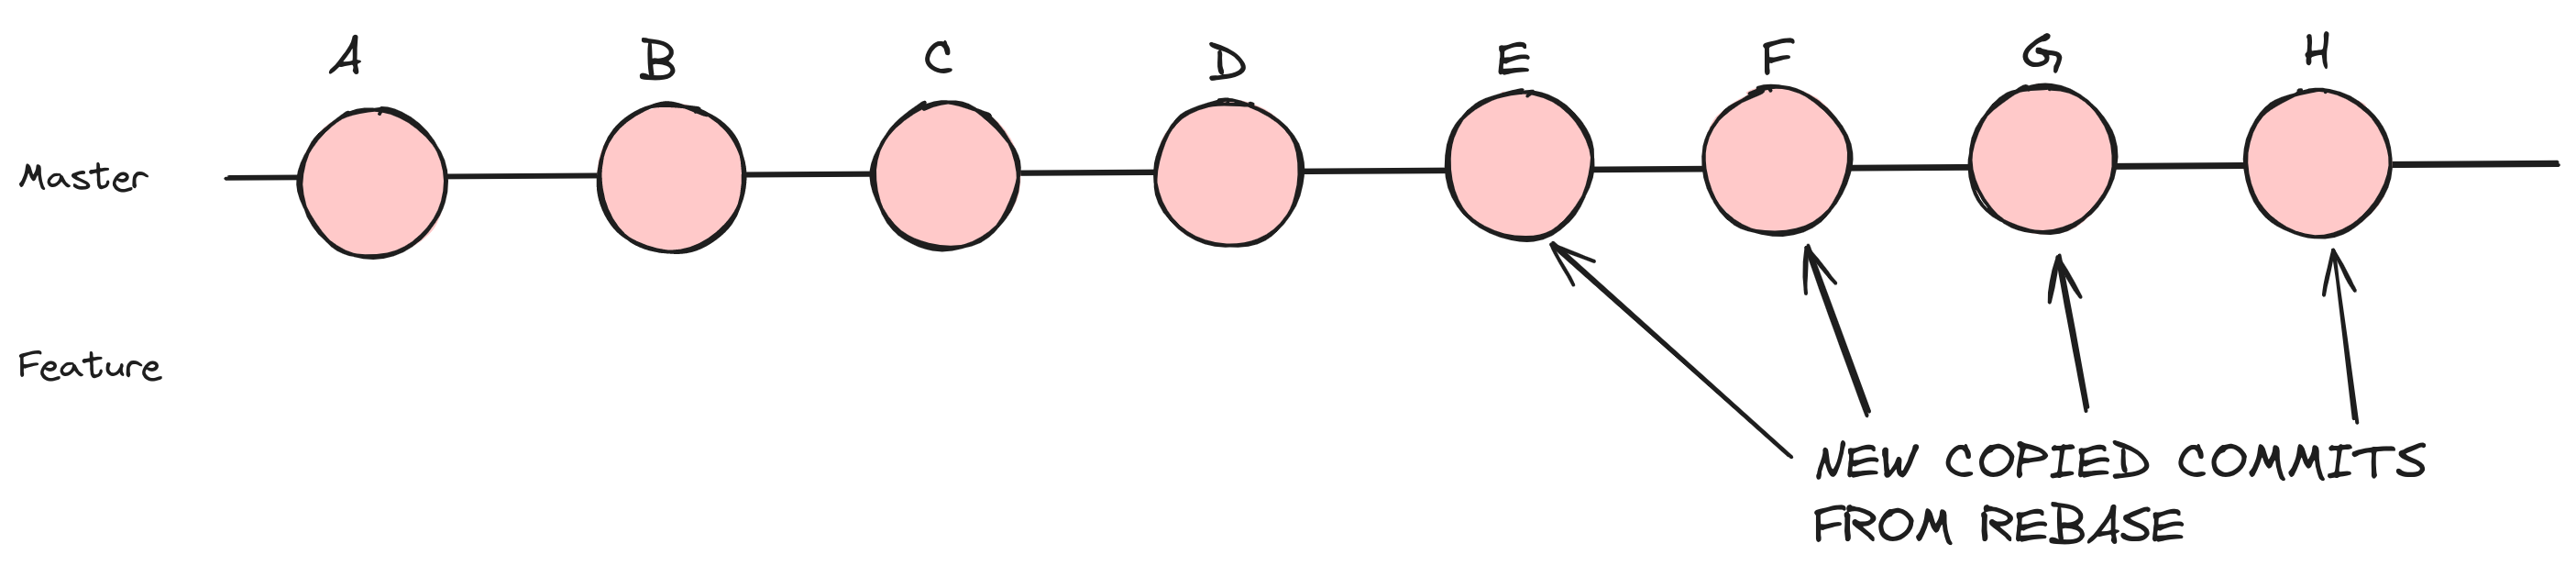 A B C D E F G H
Master
Feature
NEW COPIED COMMITS
FROM REBASE